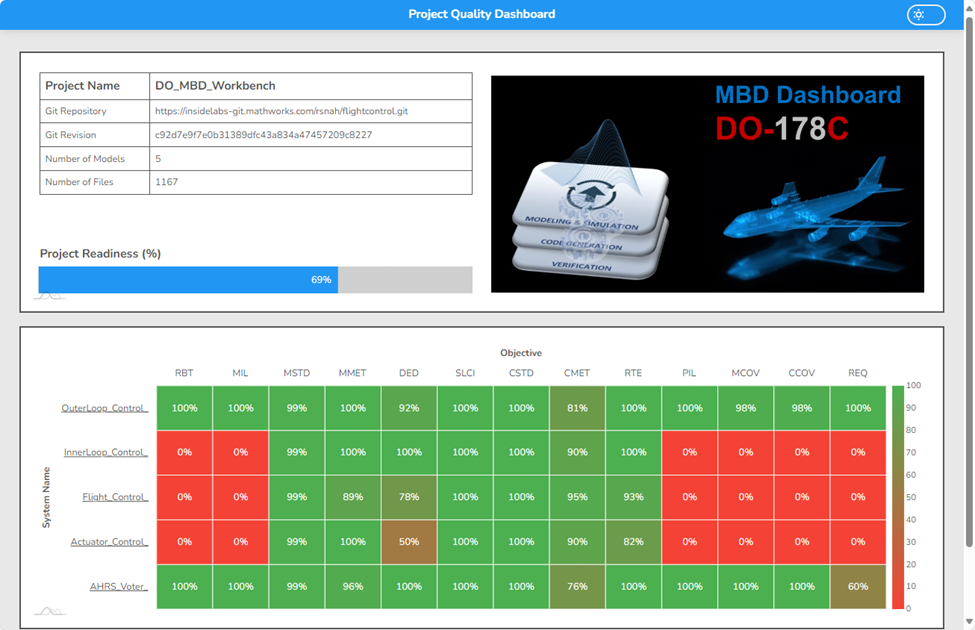 Project Quality Dashboard
Project Name DO_MBD_Workbench
Git Repository https://insidelabs-git.mathworks.com/rsnah/flightcontrol.git
Git Revision c92d7e9f7e0b31389dfc43a834a47457209c8227
Number of Models 5
Number of Files 1167
Project Readiness (%)
69%
MBD Dashboard
DO-178C
MODELING & SIMULATION
CODE GENERATION
VERIFICATION
Objective
RBT MIL MSTD MMET DED SLCI CSTD CMET RTE PIL MCOV CCOV REQ
System Name
OuterLoop_Control_ 100% 100% 99% 100% 92% 100% 100% 81% 100% 100% 98% 98% 100%
InnerLoop_Control_ 0% 0% 99% 100% 100% 100% 100% 90% 100% 0% 0% 0% 0%
Flight_Control_ 0% 0% 99% 89% 78% 100% 100% 95% 93% 0% 0% 0% 0%
Actuator_Control_ 0% 0% 99% 100% 50% 100% 100% 90% 82% 0% 0% 0% 0%
AHRS_Voter_ 100% 100% 99% 96% 100% 100% 100% 76% 100% 100% 100% 100% 60%
100
90
80
70
60
50
40
30
20
10
0